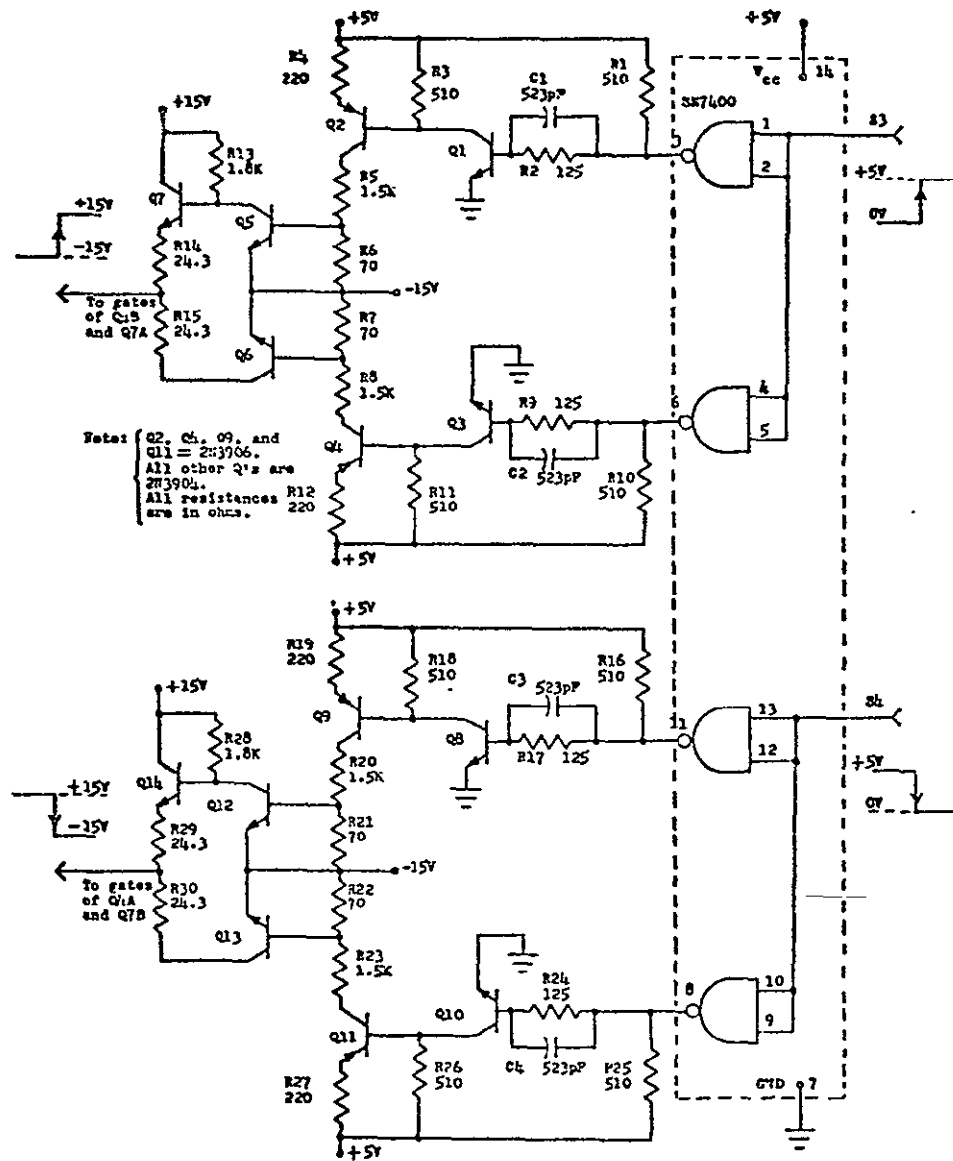 +5V
+5V
R4
220
R3
510
C1
523pF
R1
510
Vcc
14
SN7400
1
S3
+15V
Q2
Q1
R2
125
3
2
+5V
R13
1.8K
R5
1.5K
0V
Q7
Q5
+15V
-15V
R14
24.3
R6
70
To gates
of Q4B
and Q7A
R15
24.3
-15V
R7
70
Q6
R8
1.5K
R9
125
6
4
5
Note:
Q2, Q4, Q9, and
Q11 = 2N3906.
All other Q's are
2N3904.
All resistances
are in ohms.
Q4
Q3
C2
523pF
R12
220
R11
510
R10
510
+5V
+5V
R19
220
R18
510
C3
523pF
R16
510
+15V
Q9
Q8
R17
125
11
13
S4
12
R28
1.8K
R20
1.5K
+5V
Q14
Q12
+15V
-15V
0V
R29
24.3
R21
70
To gates
of Q4A
and Q7B
R30
24.3
-15V
R22
70
Q13
R23
1.5K
R24
125
8
10
9
Q11
Q10
C4
523pF
R27
220
R26
510
R25
510
GND
7
+5V